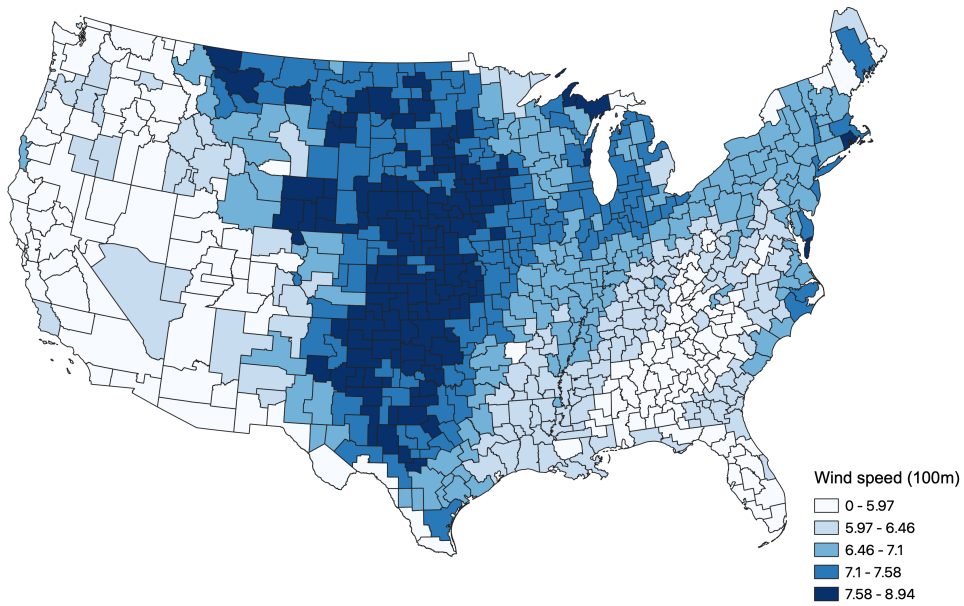 Wind speed (100m)
0 - 5.97
5.97 - 6.46
6.46 - 7.1
7.1 - 7.58
7.58 - 8.94